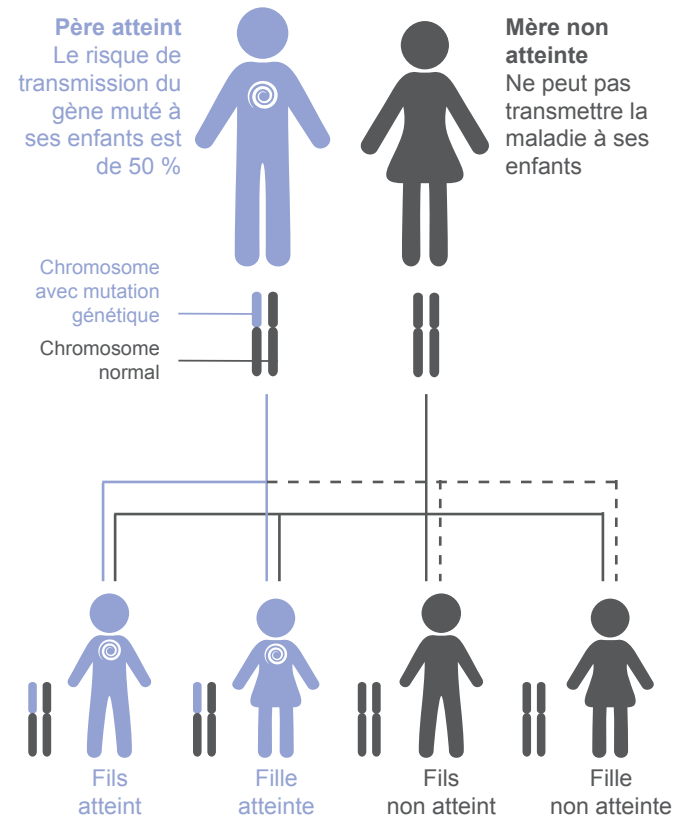 Père atteint
Le risque de
transmission du
gène muté à
ses enfants est
de 50 %
Mère non
atteinte
Ne peut pas
transmettre la
maladie à ses
enfants
Chromosome
avec mutation
génétique
Chromosome
normal
Fils
atteint
Fille
atteinte
Fils
non atteint
Fille
non atteinte